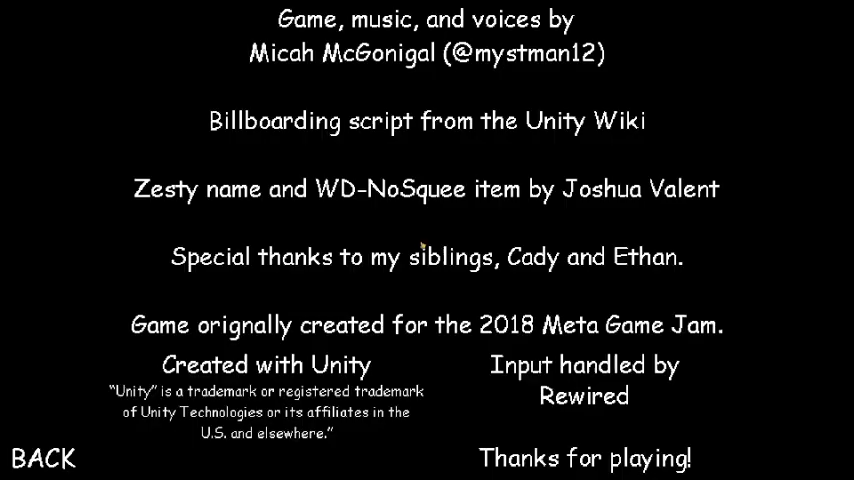 Game, music, and voices by
Micah McGonigal (@mystman12)
Billboarding script from the Unity Wiki
Zesty name and WD-NoSquee item by Joshua Valent
Special thanks to my siblings, Cady and Ethan.
Game orignally created for the 2018 Meta Game Jam.
Created with Unity
"Unity" is a trademark or registered trademark
of Unity Technologies or its affiliates in the
U.S. and elsewhere."
Input handled by
Rewired
BACK
Thanks for playing!